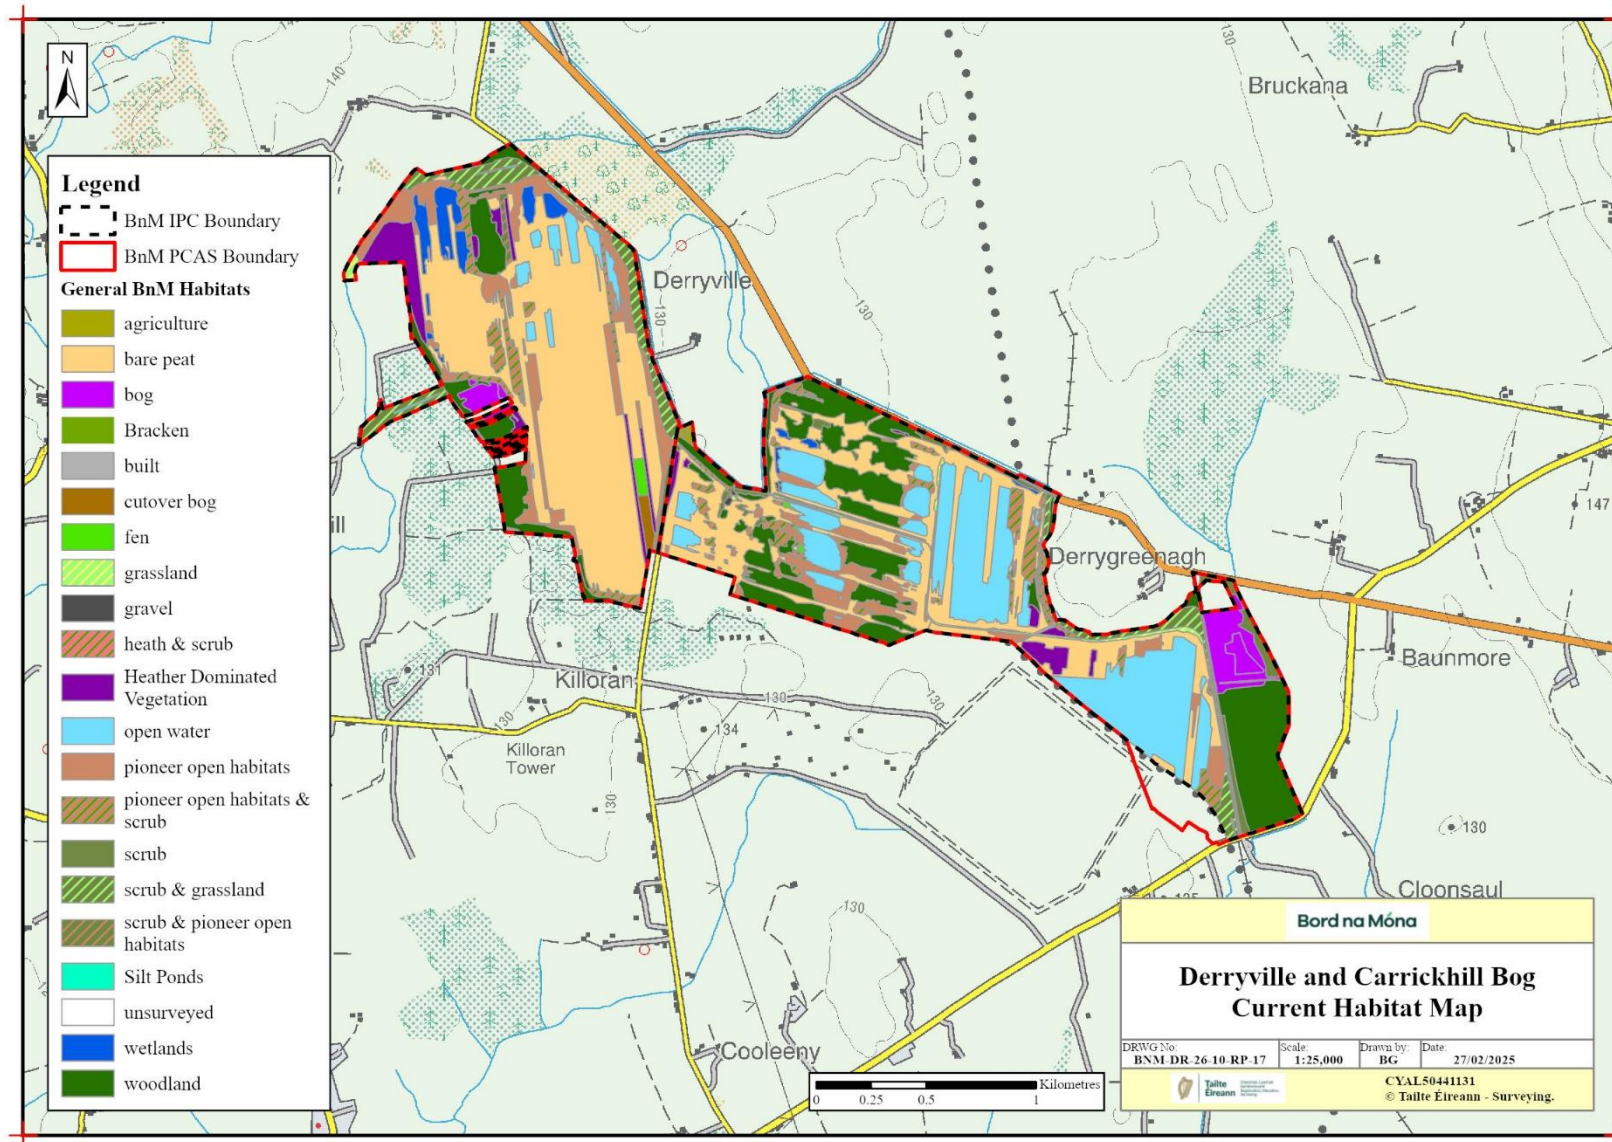 N
Legend
BnM IPC Boundary
BnM PCAS Boundary
General BnM Habitats
agriculture
bare peat
bog
Bracken
built
cutover bog
fen
grassland
gravel
heath & scrub
Heather Dominated
Vegetation
open water
pioneer open habitats
pioneer open habitats &
scrub
scrub
scrub & grassland
scrub & pioneer open
habitats
Silt Ponds
unsurveyed
wetlands
woodland
140
130
Bruckana
Derryville
130
130
147
ill
Derrygreenagh
131
Killoran
130
130
134
130
Killoran
Tower
130
Baunmore
130
130
Cloonsaul
Cooleeny
Kilometres
0 0.25 0.5 1
Bord na Móna
Derryville and Carrickhill Bog
Current Habitat Map
DRWG No: Scale: Drawn by: Date:
BNM-DR-26-10-RP-17 1:25,000 BG 27/02/2025
Tailte
Éireann
CYAL50441131
© Tailte Éireann - Surveying.